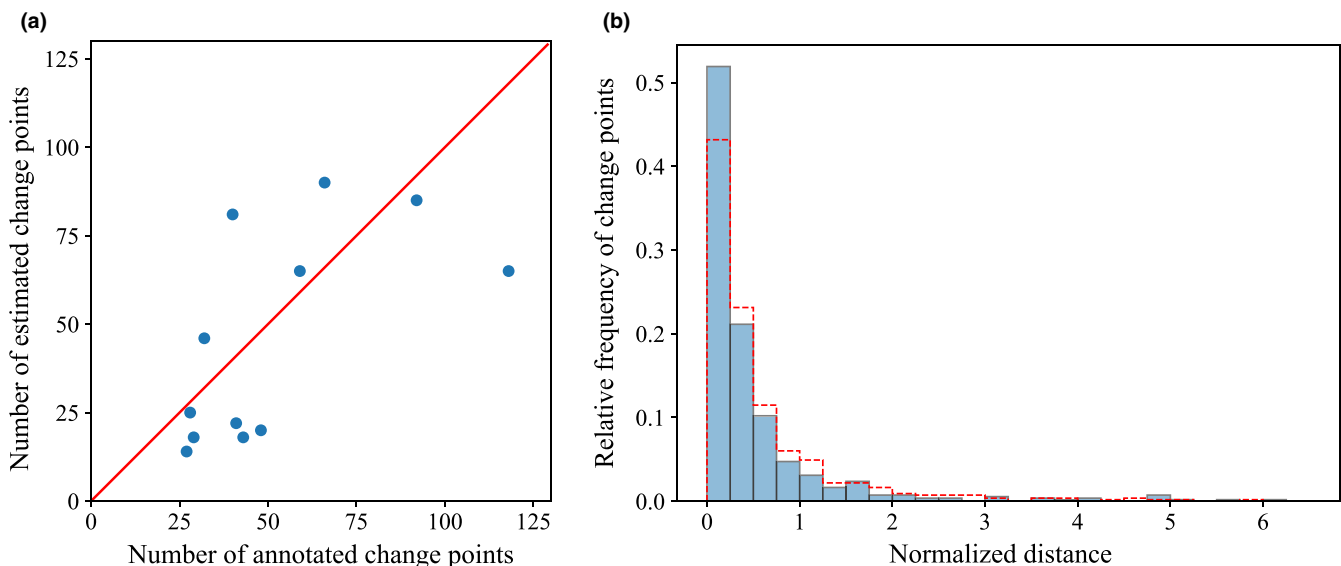 (a)
Number of estimated change points
125
100
75
50
25
0
0 25 50 75 100 125
Number of annotated change points
(b)
Relative frequency of change points
0.5
0.4
0.3
0.2
0.1
0.0
0 1 2 3 4 5 6
Normalized distance